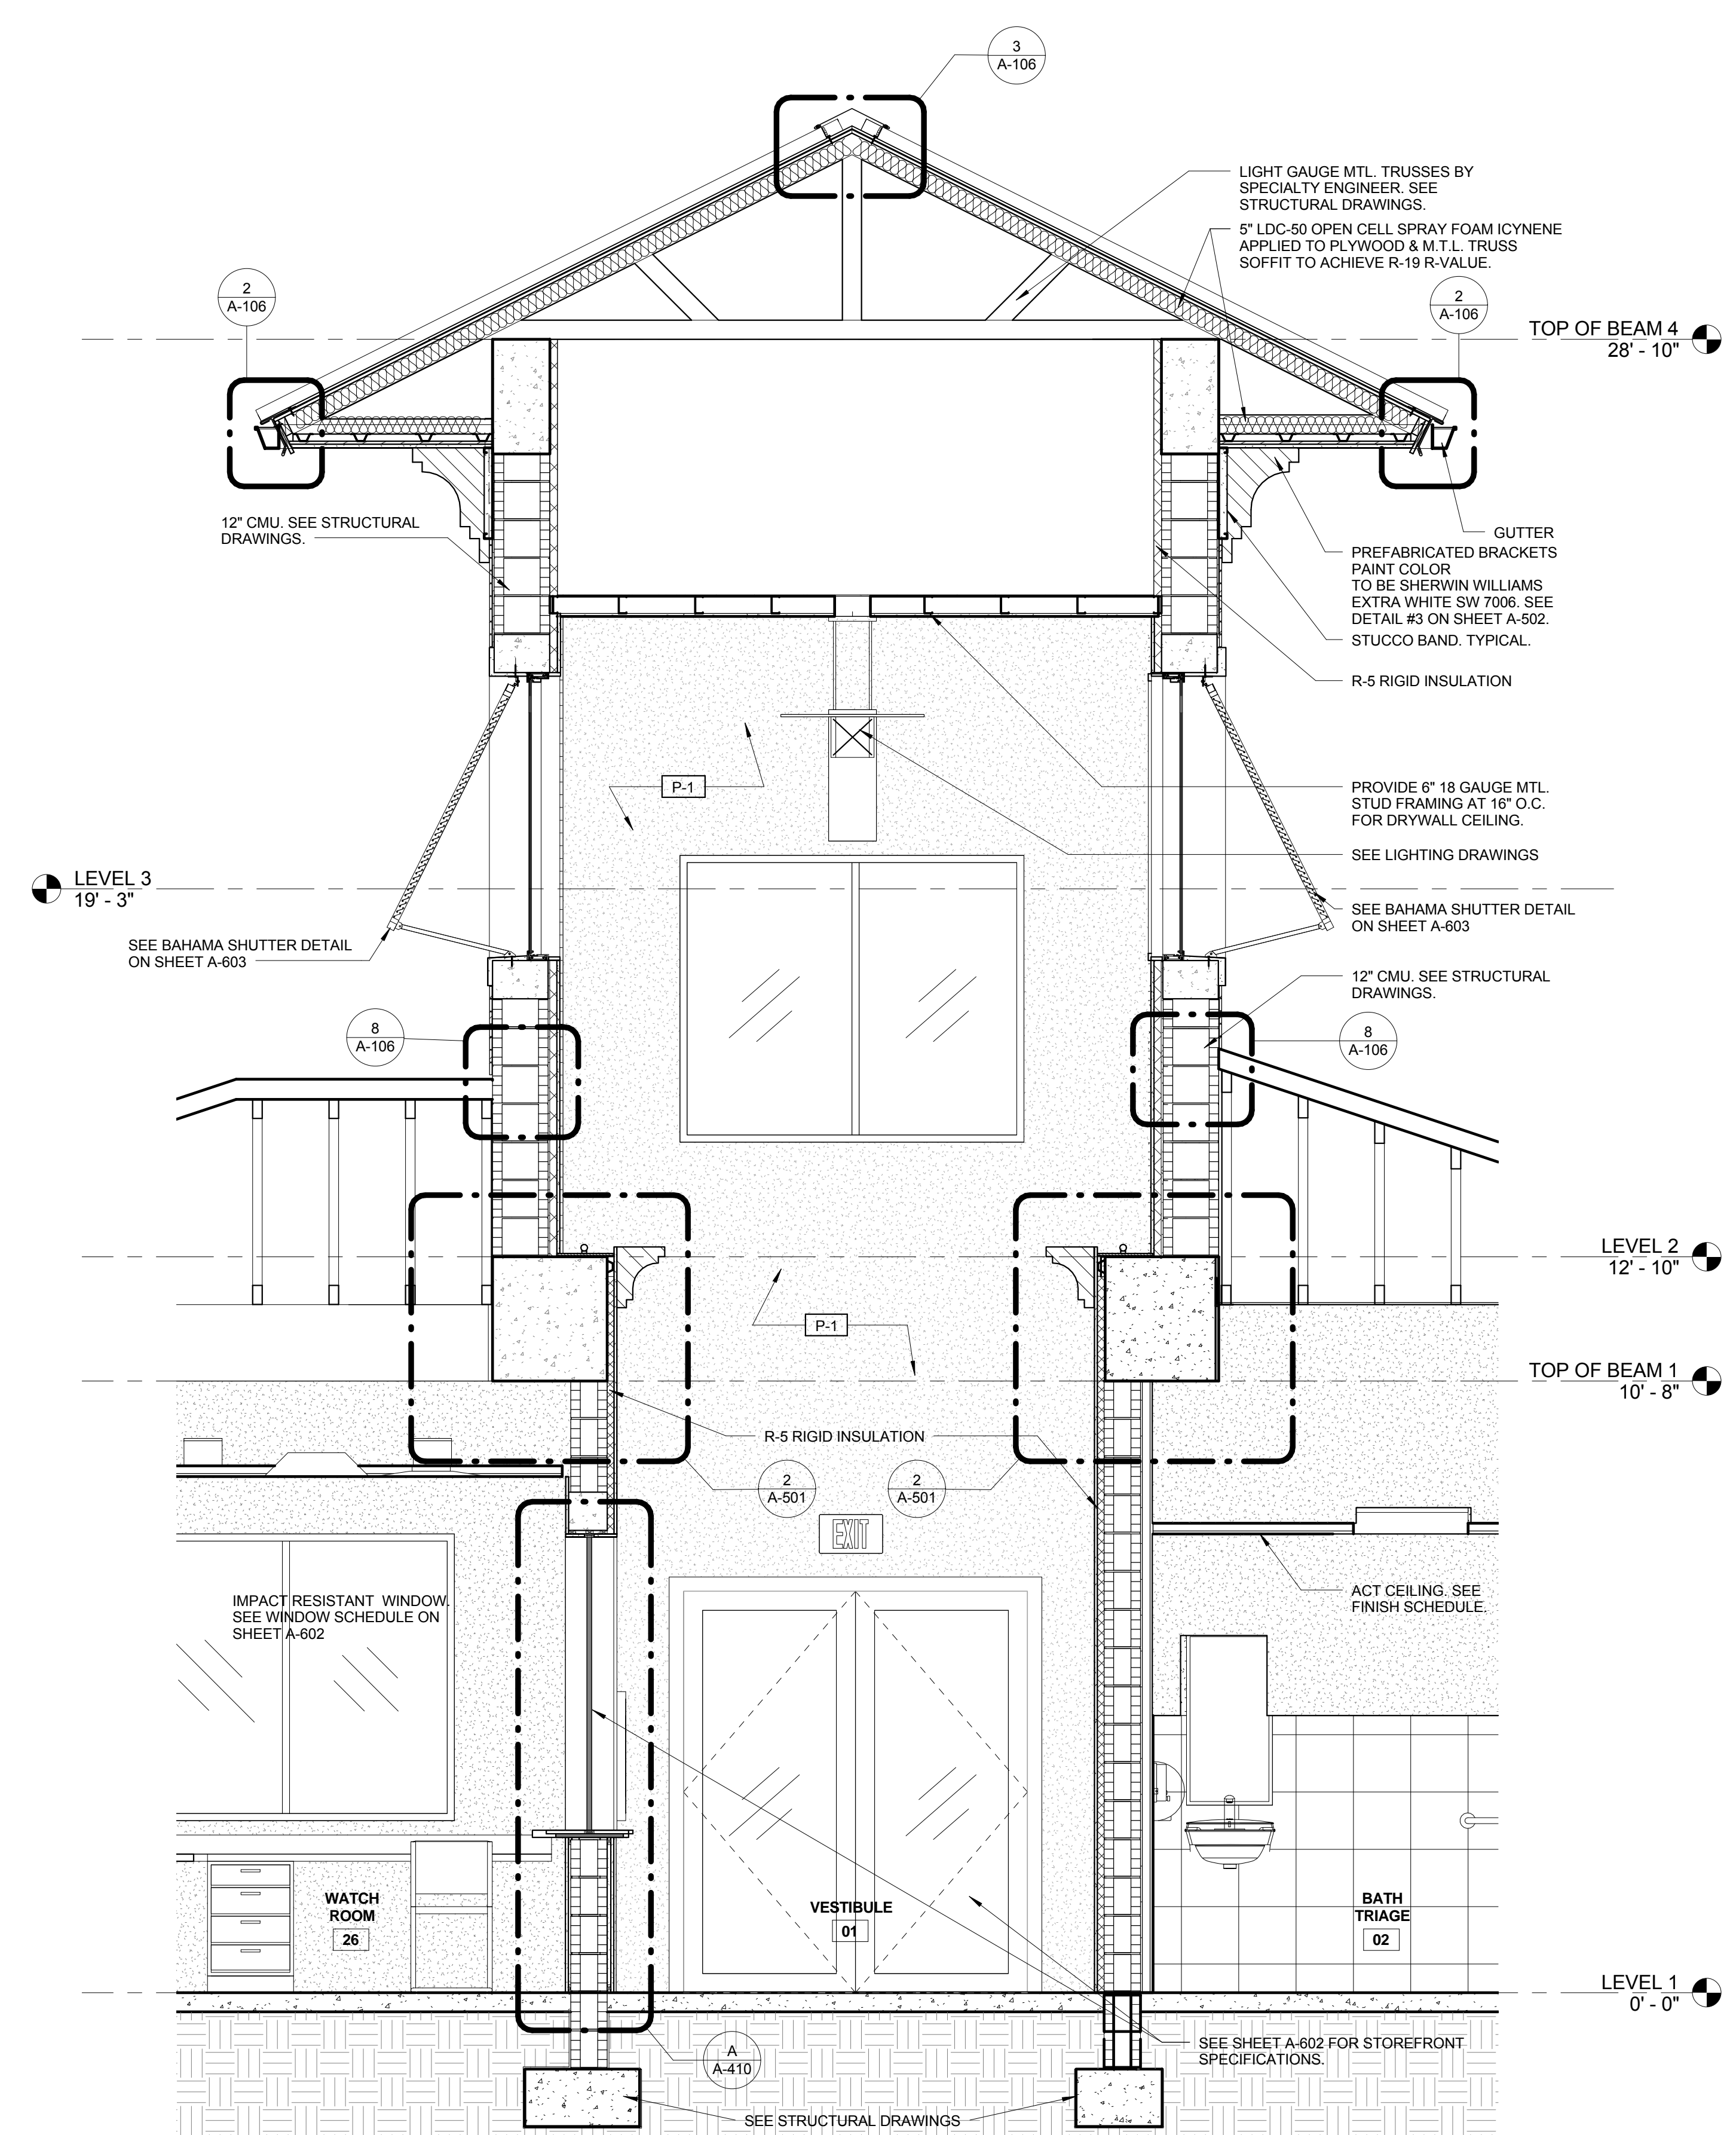 3
A-106
LIGHT GAUGE MTL. TRUSSES BY
SPECIALTY ENGINEER. SEE
STRUCTURAL DRAWINGS.
5" LDC-50 OPEN CELL SPRAY FOAM ICYNENE
APPLIED TO PLYWOOD & M.T.L. TRUSS
SOFFIT TO ACHIEVE R-19 R-VALUE.
2
A-106
2
A-106
TOP OF BEAM 4
28' - 10"
12" CMU. SEE STRUCTURAL
DRAWINGS.
GUTTER
PREFABRICATED BRACKETS
PAINT COLOR
TO BE SHERWIN WILLIAMS
EXTRA WHITE SW 7006. SEE
DETAIL #3 ON SHEET A-502.
STUCCO BAND. TYPICAL.
R-5 RIGID INSULATION
P-1
PROVIDE 6" 18 GAUGE MTL.
STUD FRAMING AT 16" O.C.
FOR DRYWALL CEILING.
SEE LIGHTING DRAWINGS
LEVEL 3
19' - 3"
SEE BAHAMA SHUTTER DETAIL
ON SHEET A-603
SEE BAHAMA SHUTTER DETAIL
ON SHEET A-603
12" CMU. SEE STRUCTURAL
DRAWINGS.
8
A-106
8
A-106
LEVEL 2
12' - 10"
P-1
TOP OF BEAM 1
10' - 8"
R-5 RIGID INSULATION
2
A-501
2
A-501
EXIT
IMPACT RESISTANT WINDOW.
SEE WINDOW SCHEDULE ON
SHEET A-602
ACT CEILING. SEE
FINISH SCHEDULE.
WATCH
ROOM
26
VESTIBULE
01
BATH
TRIAGE
02
LEVEL 1
0' - 0"
SEE SHEET A-602 FOR STOREFRONT
SPECIFICATIONS.
A
A-410
SEE STRUCTURAL DRAWINGS